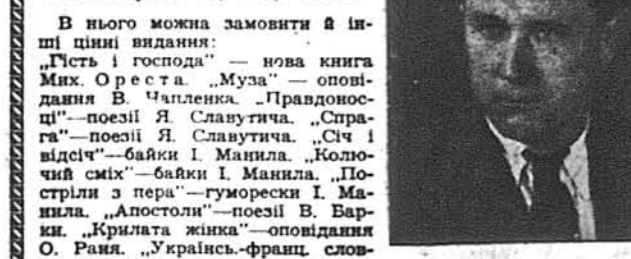 В нього можна замовити й ін-
ші цінні видання:
„Гість і господа" — нова книга
Мих. Ореста. „Муза" — опові-
дання В. Чапленка. „Правдонос-
ці"—поезії Я. Славутича. „Спра-
га"—поезії Я. Славутича. „Січ і
відсіч"—байки І. Манила. „Колю-
чий сміх"—байки І. Манила. „По-
стріли з пера"—гуморески І. Ма-
нила. „Апостоли"—поезії В. Бар-
ки. „Крилата жінка"—оповідання
О. Раня. „Українсь.-франц. слов-